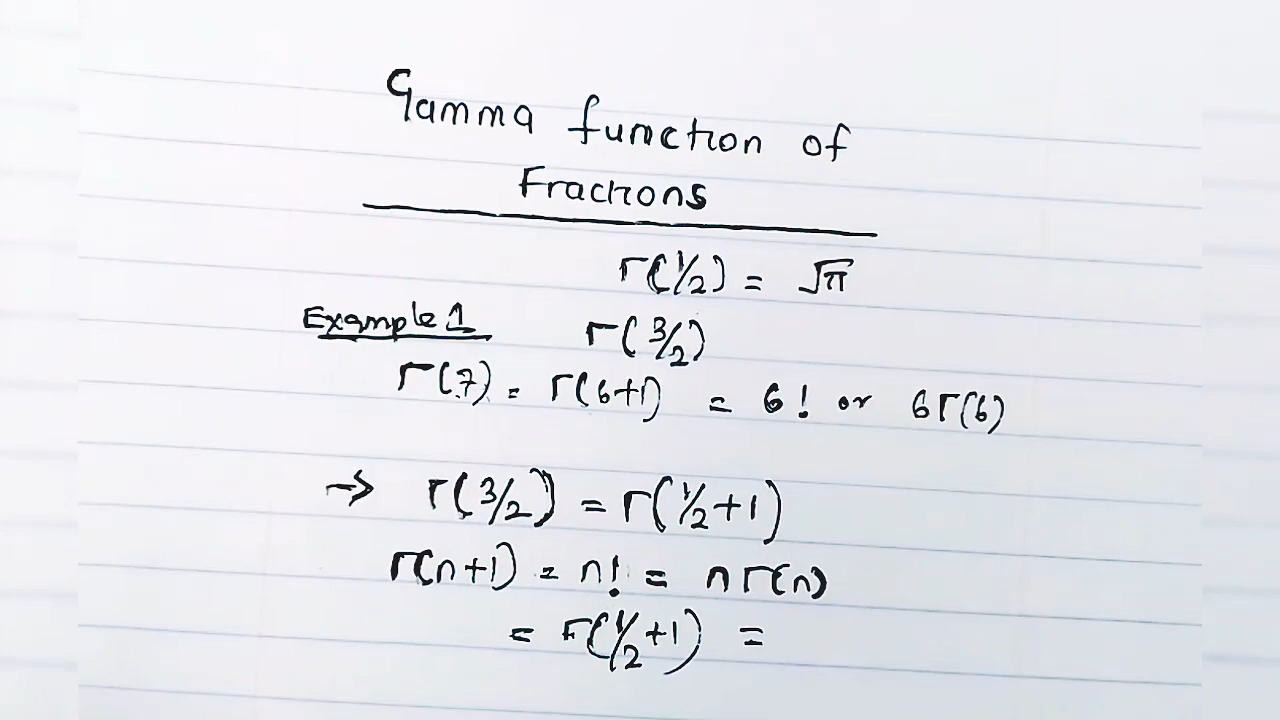 Gamma function of
Fractions
Γ(1/2) = √π
Example 1 Γ(3/2)
Γ(7) = Γ(6+1) = 6! or 6Γ(6)
→ Γ(3/2) = Γ(1/2+1)
Γ(n+1) = n! = nΓ(n)
= Γ(1/2+1) =